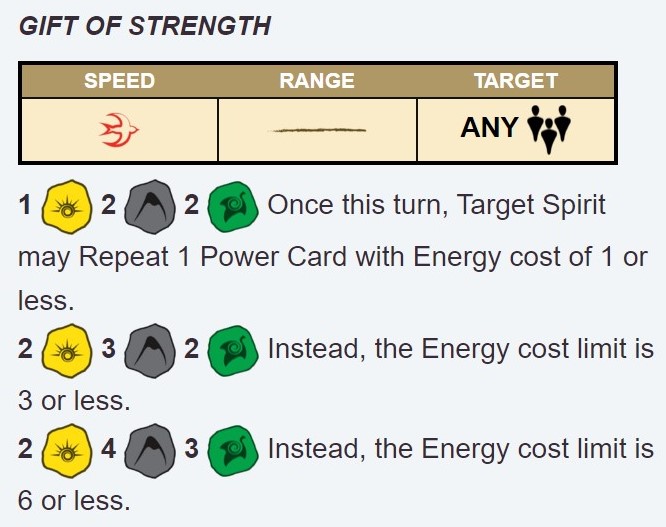 GIFT OF STRENGTH
SPEED RANGE TARGET
ANY
1 2 2 Once this turn, Target Spirit
may Repeat 1 Power Card with Energy cost of 1 or
less.
2 3 2 Instead, the Energy cost limit is
3 or less.
2 4 3 Instead, the Energy cost limit is
6 or less.